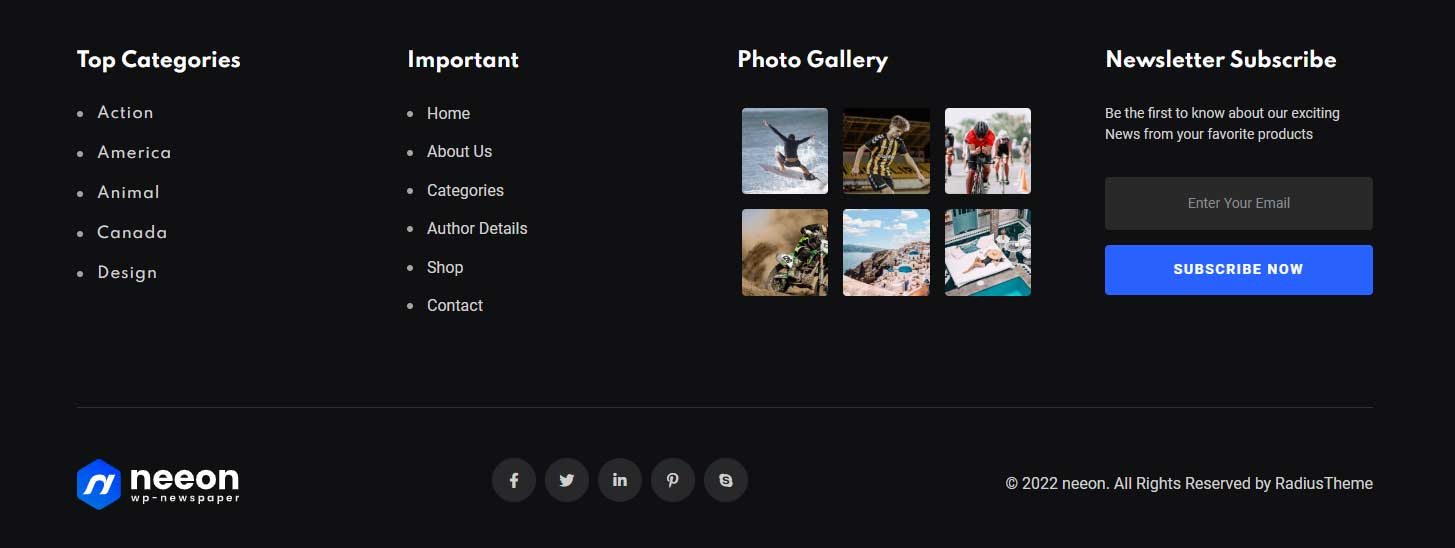 Top Categories
Action
America
Animal
Canada
Design
Important
Home
About Us
Categories
Author Details
Shop
Contact
Photo Gallery
Newsletter Subscribe
Be the first to know about our exciting
News from your favorite products
Enter Your Email
SUBSCRIBE NOW
neeon
wp-newspaper
© 2022 neeon. All Rights Reserved by RadiusTheme